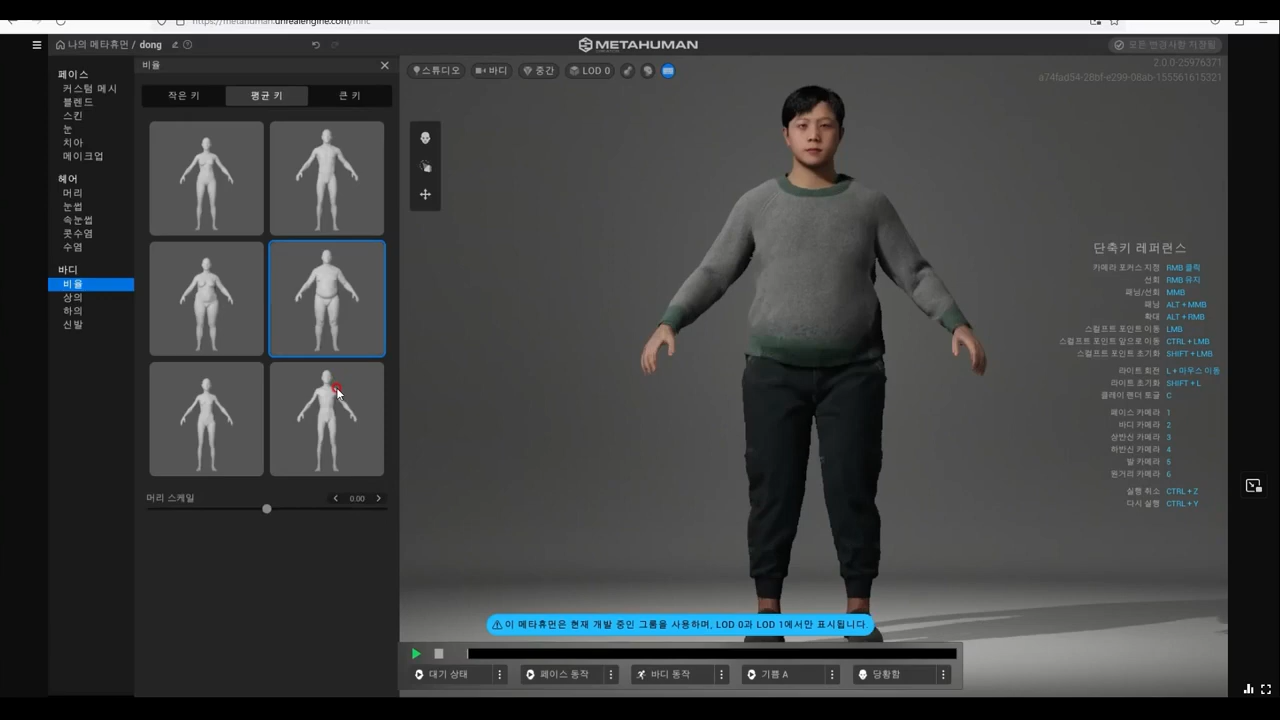 https://metahuman.unrealengine.com/mhc
나의 메타휴먼 / dong
METAHUMAN
모든 변경사항 저장됨
비율
스튜디오
바디
중간
LOD 0
2.0.0-25976371
a74fad54-28bf-e299-08ab-155561615321
작은 키
평균 키
큰 키
페이스
커스텀 메시
블렌드
스킨
눈
치아
메이크업
헤어
머리
눈썹
속눈썹
콧수염
수염
바디
비율
상의
하의
신발
머리 스케일
0.00
단축키 레퍼런스
카메라 포커스 지정 RMB 클릭
선회 RMB 유지
패닝/선회 MMB
패닝 ALT + MMB
확대 ALT + RMB
스컬프트 포인트 이동 LMB
스컬프트 포인트 앞으로 이동 CTRL + LMB
스컬프트 포인트 초기화 SHIFT + LMB
라이트 회전 L + 마우스 이동
라이트 초기화 SHIFT + L
클레이 렌더 토글 C
페이스 카메라 1
바디 카메라 2
상반신 카메라 3
하반신 카메라 4
발 카메라 5
원거리 카메라 6
실행 취소 CTRL + Z
다시 실행 CTRL + Y
이 메타휴먼은 현재 개발 중인 그룸을 사용하며, LOD 0과 LOD 1에서만 표시됩니다.
대기 상태
페이스 동작
바디 동작
기쁨 A
당황함